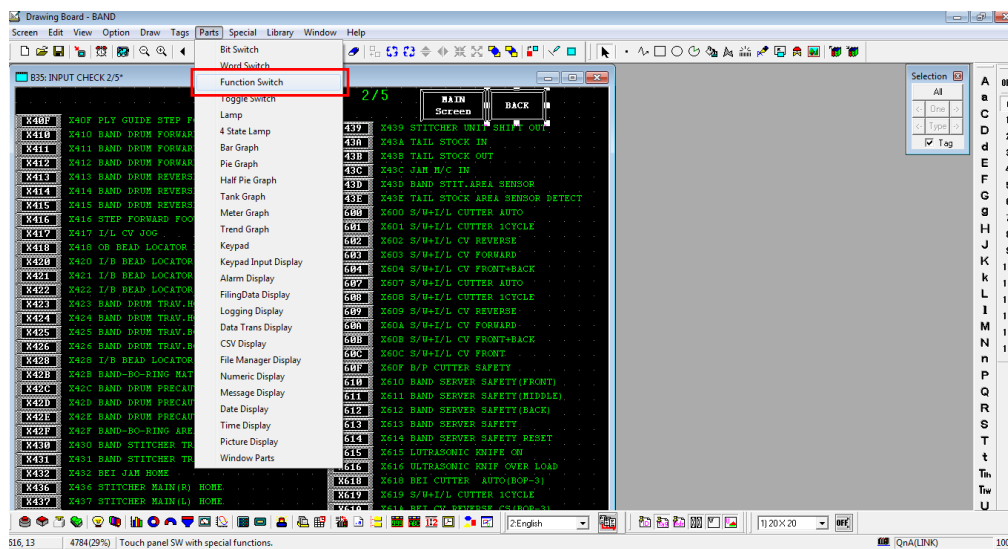 Drawing Board - BAND
Screen Edit View Option Draw Tags Parts Special Library Window Help
B35: INPUT CHECK 2/5*
2/5
MAIN
Screen
BACK
Bit Switch
Word Switch
Function Switch
Toggle Switch
Lamp
4 State Lamp
Bar Graph
Pie Graph
Half Pie Graph
Tank Graph
Meter Graph
Trend Graph
Keypad
Keypad Input Display
Alarm Display
FilingData Display
Logging Display
Data Trans Display
CSV Display
File Manager Display
Numeric Display
Message Display
Date Display
Time Display
Picture Display
Window Parts
X40F X40F PLY GUIDE STEP
X410 X410 BAND DRUM FORWAR
X411 X411 BAND DRUM FORWAR
X412 X412 BAND DRUM FORWAR
X413 X413 BAND DRUM REVERS
X414 X414 BAND DRUM REVERS
X415 X415 BAND DRUM REVERS
X416 X416 STEP FORWARD FOO
X417 X417 I/L CV JOG
X418 X418 OB BEAD LOCATOR
X420 X420 I/B BEAD LOCATOR
X421 X421 I/B BEAD LOCATOR
X422 X422 I/B BEAD LOCATOR
X423 X423 BAND DRUM TRAV.H
X424 X424 BAND DRUM TRAV.H
X425 X425 BAND DRUM TRAV.B
X426 X426 BAND DRUM TRAV.B
X428 X428 I/B BEAD LOCATOR
X42B X42B BAND-BO-RING MAT
X42C X42C BAND DRUM PRECAU
X42D X42D BAND DRUM PRECAU
X42E X42E BAND DRUM PRECAU
X42F X42F BAND-BO-RING ARE
X430 X430 BAND STITCHER TR
X431 X431 BAND STITCHER TR
X432 X432 BEI JAM HOME
X436 X436 STITCHER MAIN(R) HOME
X437 X437 STITCHER MAIN(L) HOME
439 X439 STITCHER UNIT SHIFT OUT
43A X43A TAIL STOCK IN
43B X43B TAIL STOCK OUT
43C X43C JAM M/C IN
43D X43D BAND STIT.AREA SENSOR
43E X43E TAIL STOCK AREA SENSOR DETECT
600 X600 S/W+I/L CUTTER AUTO
601 X601 S/W+I/L CUTTER 1CYCLE
602 X602 S/W+I/L CV REVERSE
603 X603 S/W+I/L CV FORWARD
604 X604 S/W+I/L CV FRONT+BACK
607 X607 S/W+I/L CUTTER AUTO
608 X608 S/W+I/L CUTTER 1CYCLE
609 X609 S/W+I/L CV REVERSE
60A X60A S/W+I/L CV FORWARD
60B X60B S/W+I/L CV FRONT+BACK
60C X60C S/W+I/L CV FRONT
60F X60F B/P CUTTER SAFETY
610 X610 BAND SERVER SAFETY(FRONT)
611 X611 BAND SERVER SAFETY(MIDDLE)
612 X612 BAND SERVER SAFETY(BACK)
613 X613 BAND SERVER SAFETY
614 X614 BAND SERVER SAFETY RESET
615 X615 LUTRASONIC KNIFE ON
616 X616 ULTRASONIC KNIF OVER LOAD
X618 X618 BEI CUTTER AUTO(BOP-3)
X619 X619 S/W+I/L CUTTER 1CYCLE
X61A X61A BEI CV REVERSE CS(BOP-3)
Selection
All
<- One ->
<- Type ->
Tag
A
a
C
D
d
E
F
G
g
H
J
K
k
L
l
M
N
n
P
Q
R
S
T
t
Th
Tw
U
2:English
1) 20 X 20
OFF
516, 13 4784(29%) Touch panel SW with special functions.
QnA(LINK)
100